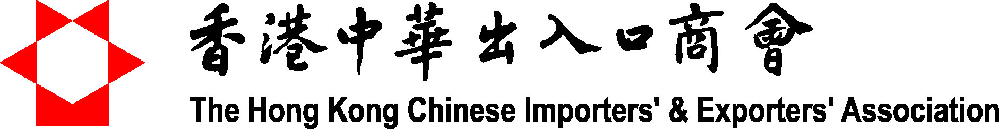 香港中華出入口商會
The Hong Kong Chinese Importers' & Exporters' Association